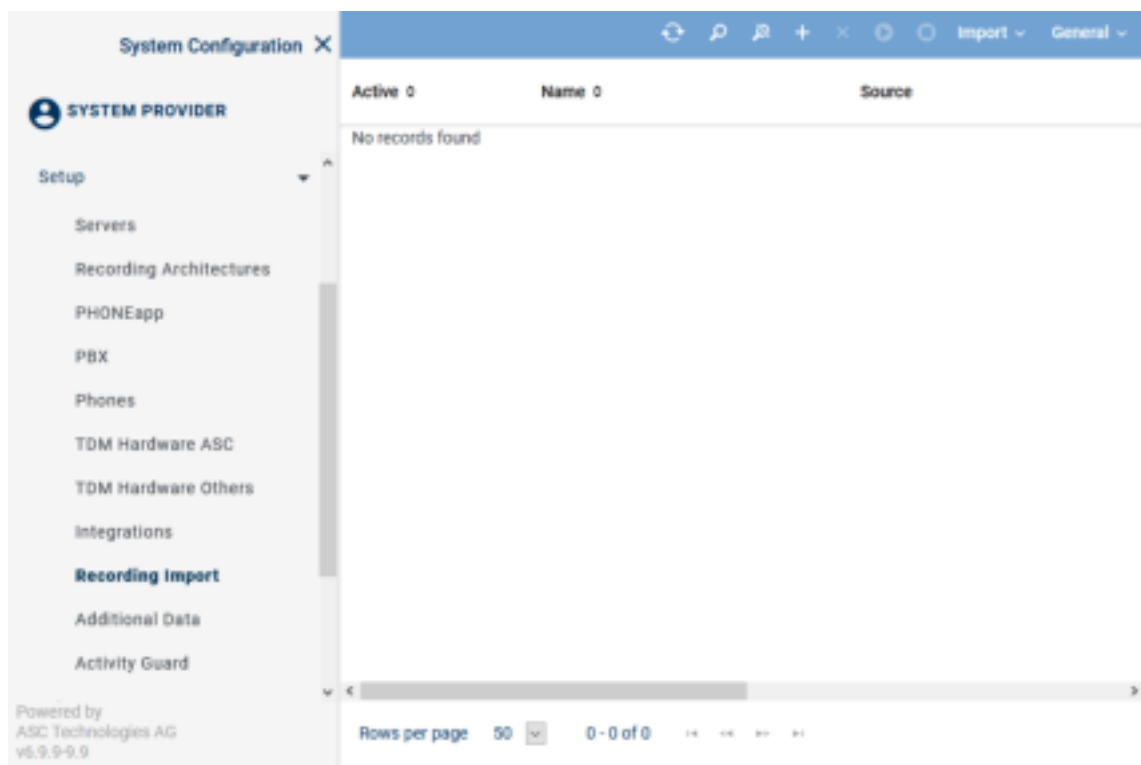 System Configuration
Import
General
SYSTEM PROVIDER
Active
Name
Source
No records found
Setup
Servers
Recording Architectures
PHONEapp
PBX
Phones
TDM Hardware ASC
TDM Hardware Others
Integrations
Recording Import
Additional Data
Activity Guard
Powered by
ASC Technologies AG
v6.9.9-9.9
Rows per page 50 0 - 0 of 0